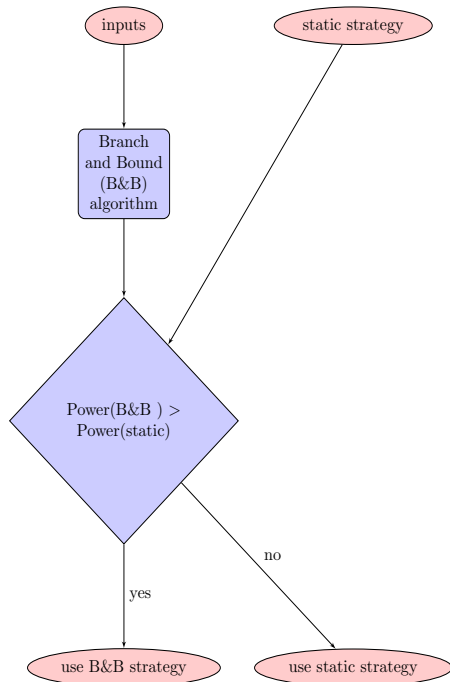 inputs
static strategy
Branch
and Bound
(B&B)
algorithm
Power(B&B ) >
Power(static)
no
yes
use B&B strategy
use static strategy